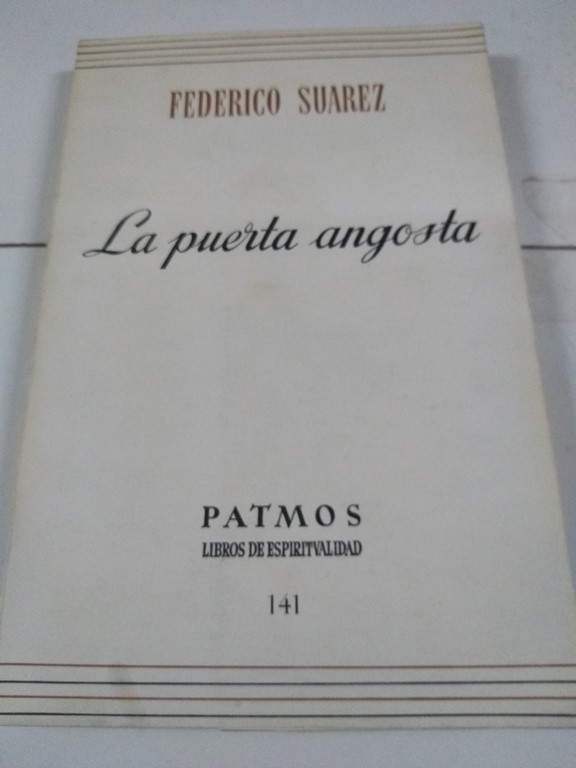 FEDERICO SUAREZ
La puerta angosta
PATMOS
LIBROS DE ESPIRITVALIDAD
141